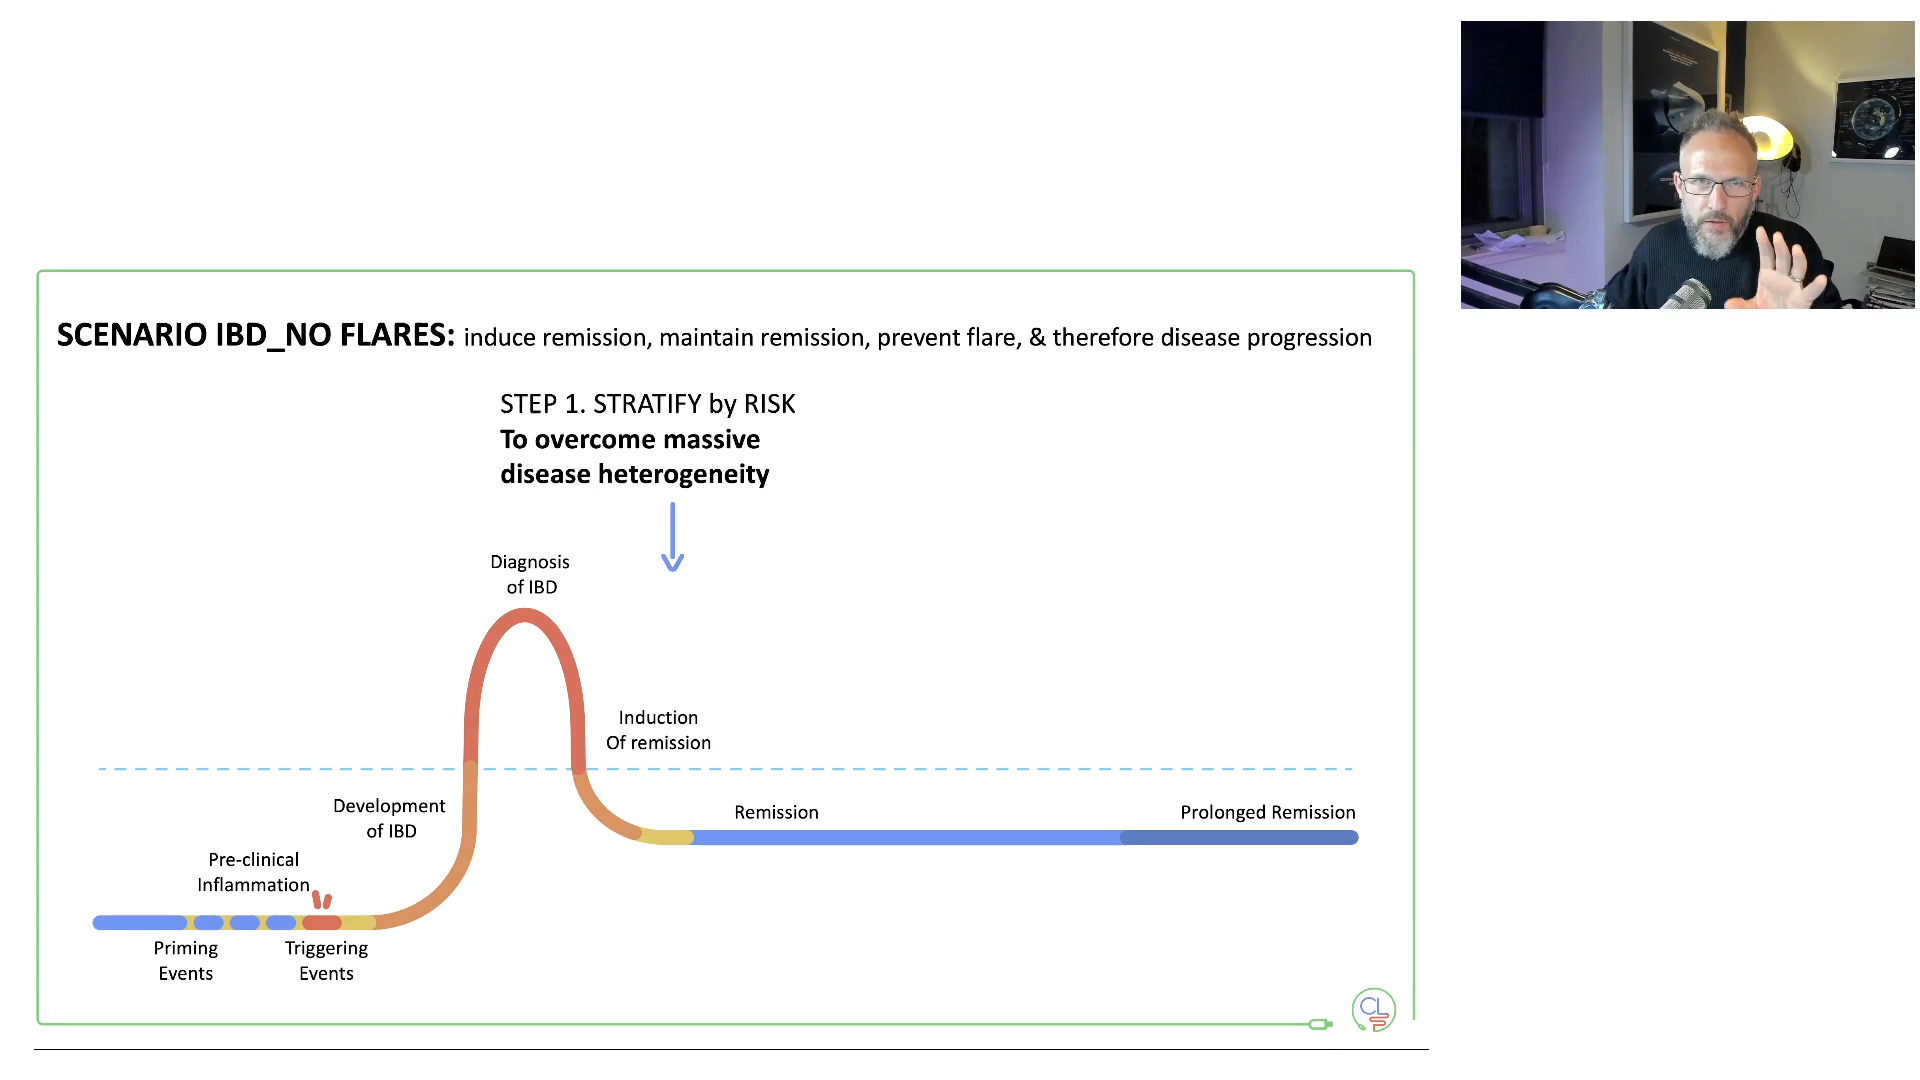 SCENARIO IBD_NO FLARES: induce remission, maintain remission, prevent flare, & therefore disease progression
STEP 1. STRATIFY by RISK
To overcome massive
disease heterogeneity
Diagnosis
of IBD
Induction
Of remission
Development
of IBD
Remission
Prolonged Remission
Pre-clinical
Inflammation
Priming
Events
Triggering
Events
CL
P